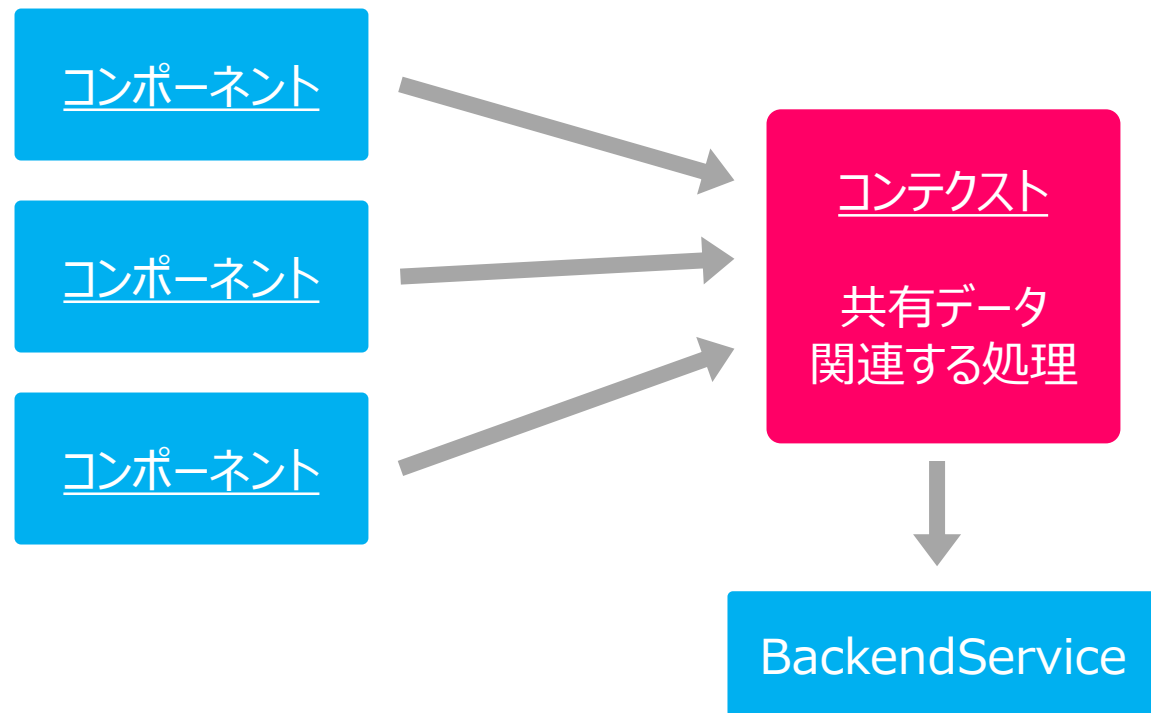 コンポーネント
コンポーネント
コンポーネント
コンテクスト
共有データ
関連する処理
BackendService